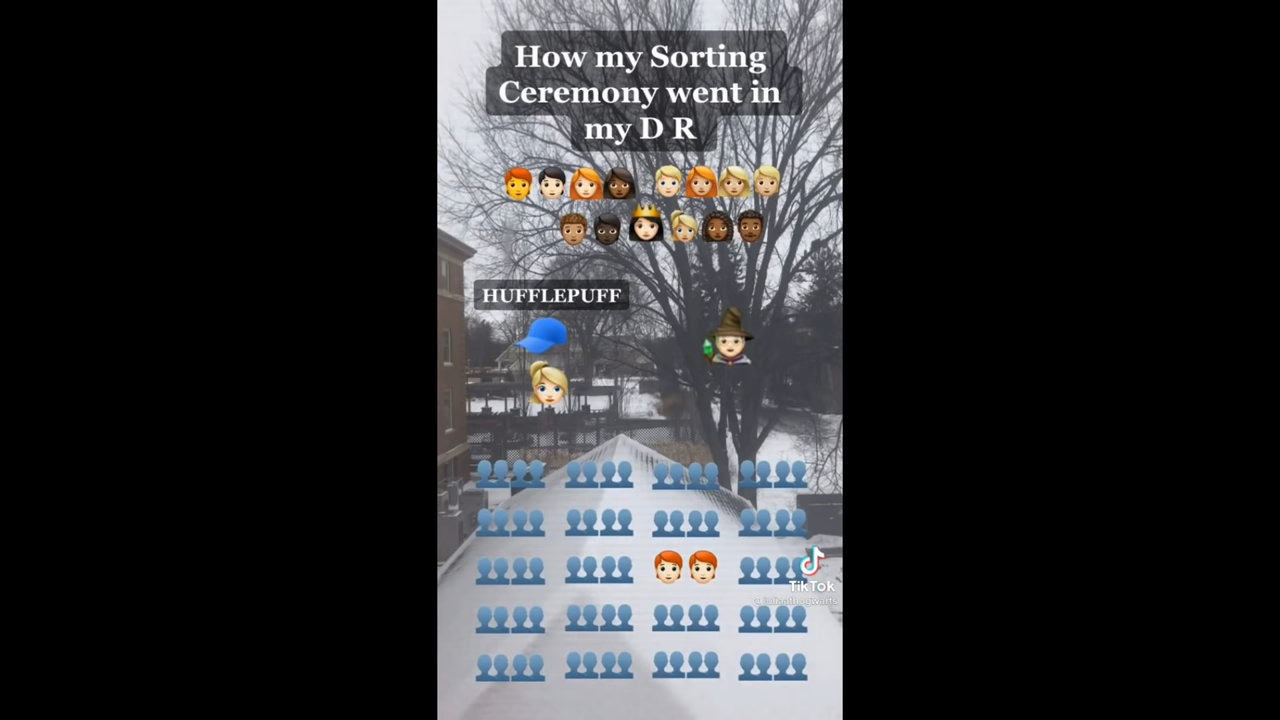 How my Sorting
Ceremony went in
my D R
HUFFLEPUFF
TikTok